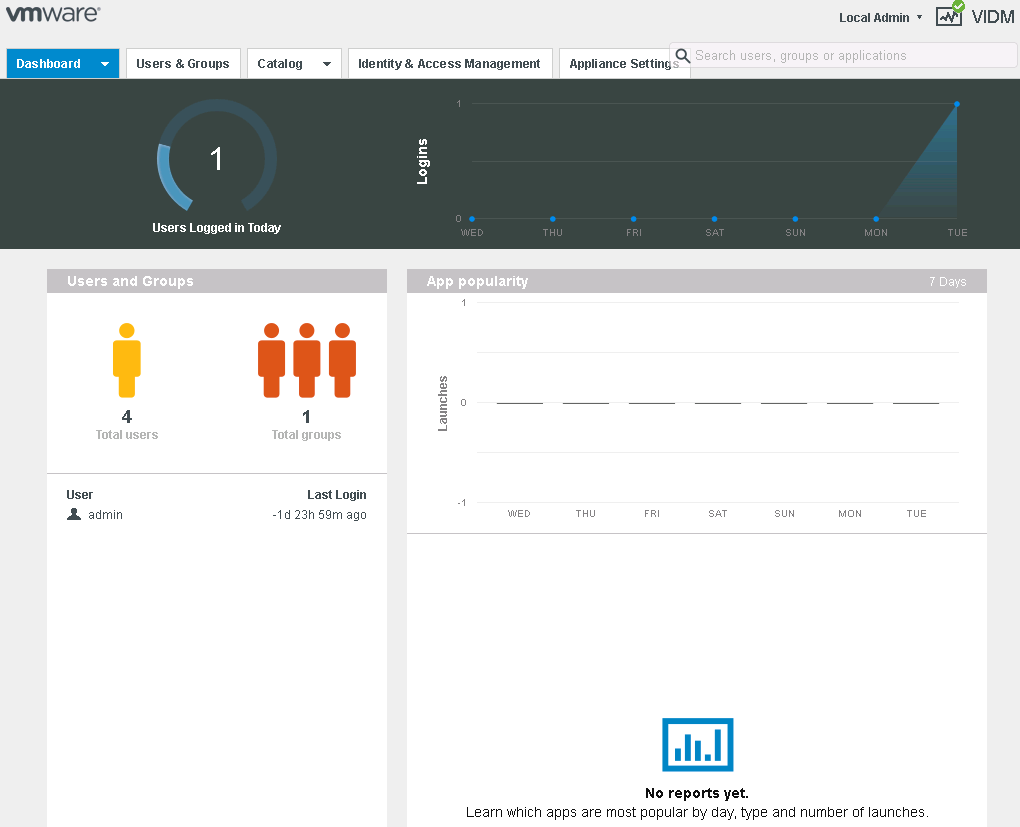 vmware®
Local Admin VIDM
Dashboard Users & Groups Catalog Identity & Access Management Appliance Settings Search users, groups or applications
1
Users Logged in Today
Logins
1
0
WED THU FRI SAT SUN MON TUE
Users and Groups
4
Total users
1
Total groups
User Last Login
admin -1d 23h 59m ago
App popularity 7 Days
Launches
1
0
-1
WED THU FRI SAT SUN MON TUE
No reports yet.
Learn which apps are most popular by day, type and number of launches.